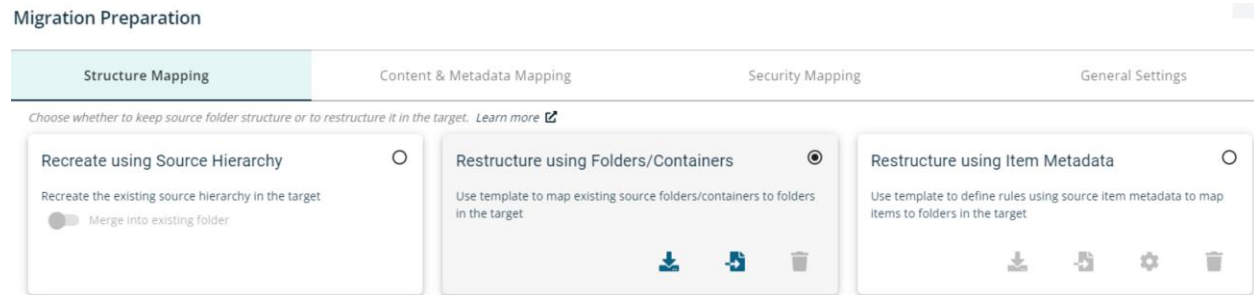 Migration Preparation
Structure Mapping
Content & Metadata Mapping
Security Mapping
General Settings
Choose whether to keep source folder structure or to restructure it in the target. Learn more
Recreate using Source Hierarchy
Recreate the existing source hierarchy in the target
Merge into existing folder
Restructure using Folders/Containers
Use template to map existing source folders/containers to folders
in the target
Restructure using Item Metadata
Use template to define rules using source item metadata to map
items to folders in the target